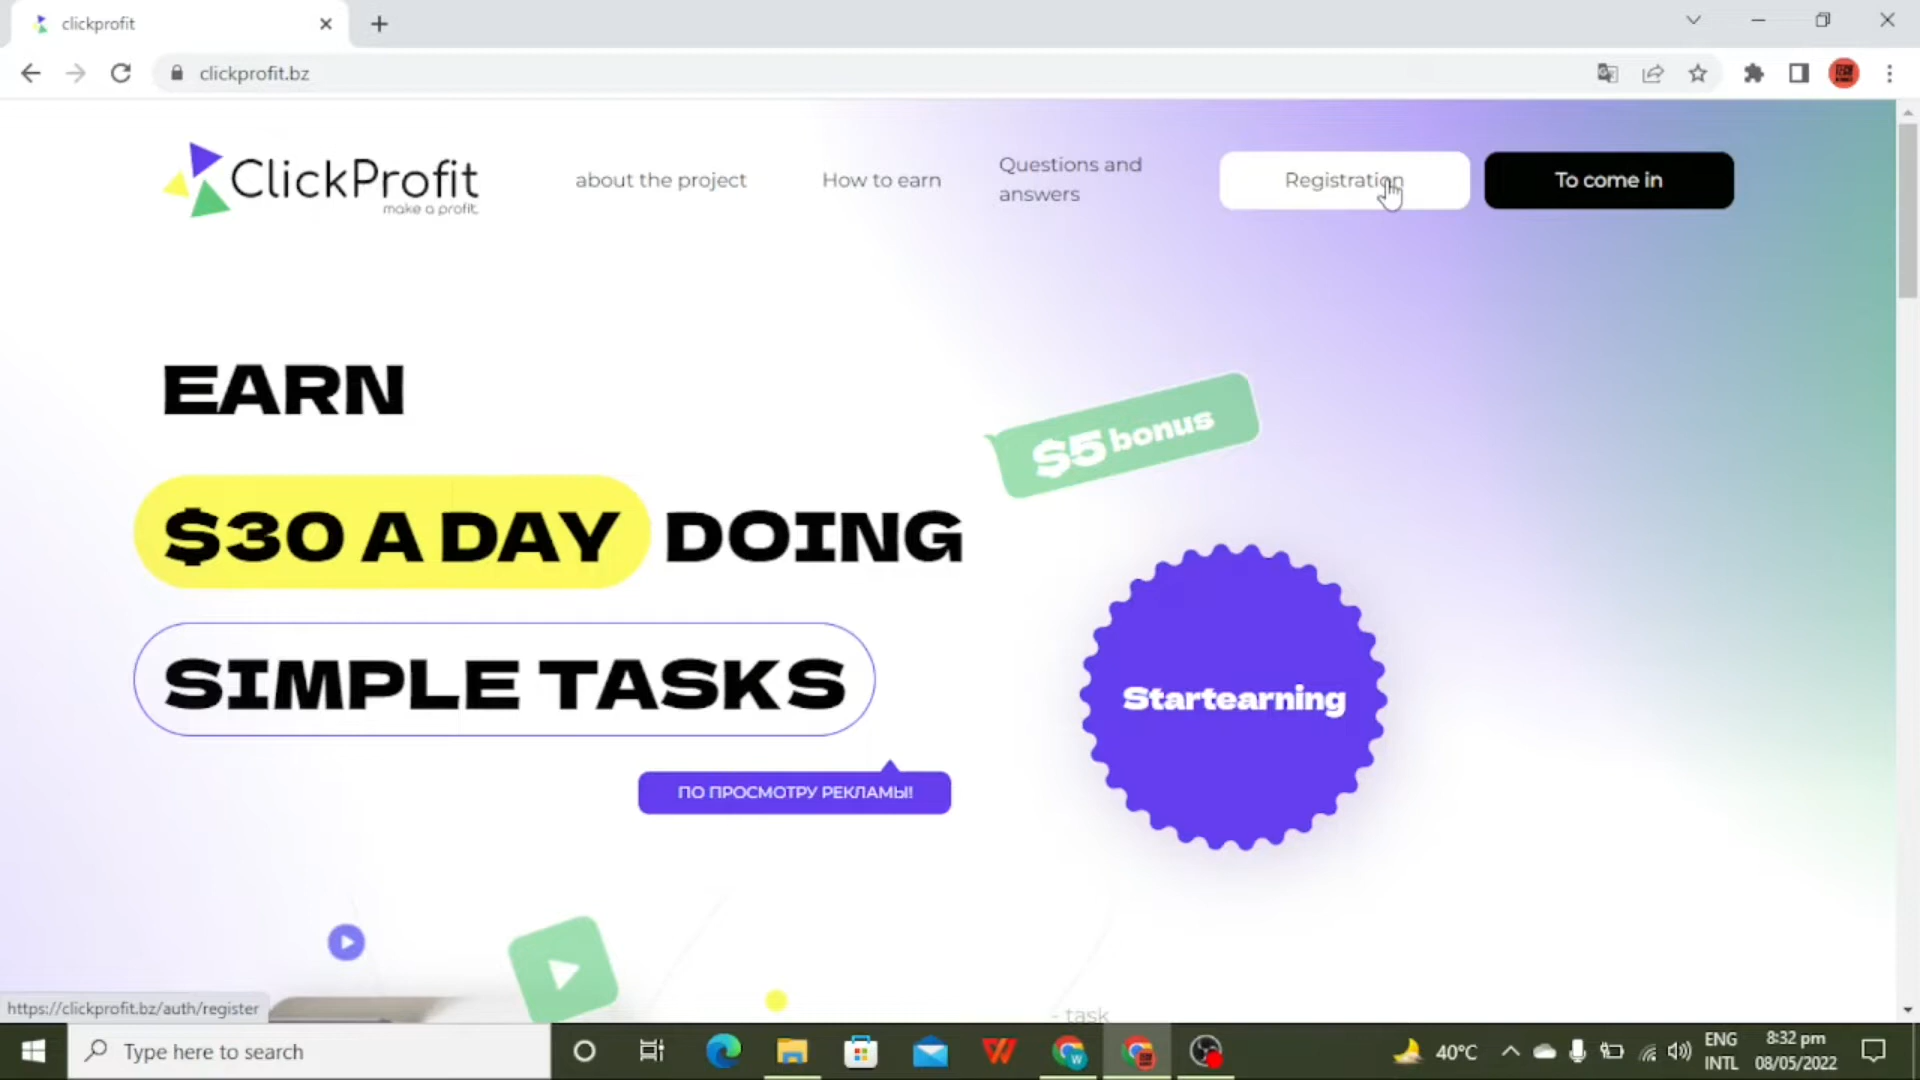 clickprofit
clickprofit.bz
ClickProfit
make a profit.
about the project
How to earn
Questions and
answers
Registration
To come in
EARN
$30 A DAY DOING
SIMPLE TASKS
ПО ПРОСМОТРУ РЕКЛАМЫ!
$5 bonus
Startearning
- task
https://clickprofit.bz/auth/register
Type here to search
40°C
ENG
INTL
8:32 pm
08/05/2022